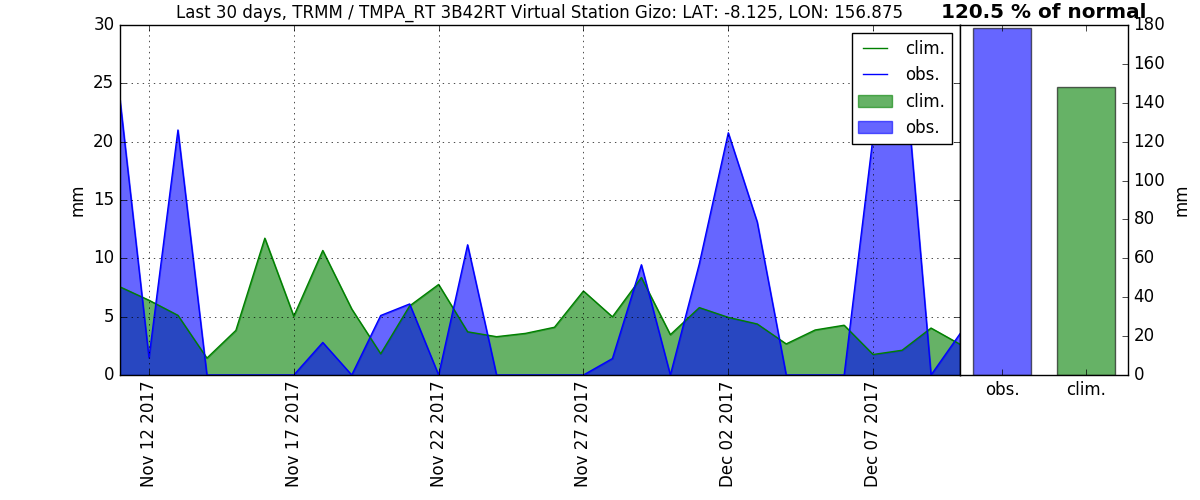 Last 30 days, TRMM / TMPA_RT 3B42RT Virtual Station Gizo: LAT: -8.125, LON: 156.875
120.5 % of normal
30
25
20
15
10
5
0
mm
clim.
obs.
clim.
obs.
Nov 12 2017
Nov 17 2017
Nov 22 2017
Nov 27 2017
Dec 02 2017
Dec 07 2017
180
160
140
120
100
80
60
40
20
0
mm
obs.
clim.